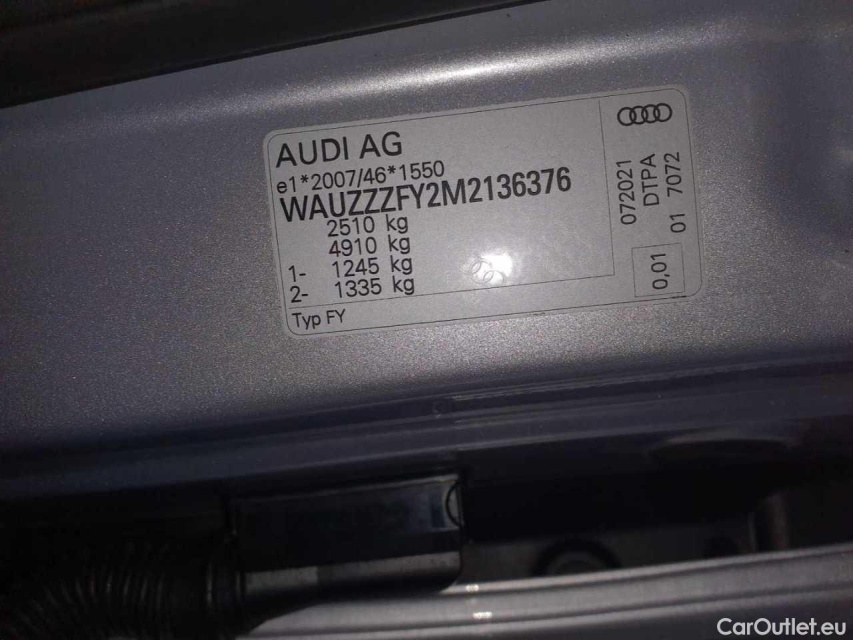 AUDI AG
e1*2007/46*1550
WAUZZZFY2M2136376
2510 kg
4910 kg
1- 1245 kg
2- 1335 kg
Typ FY
072021
DTPA
01 7072
0,01
CarOutlet.eu